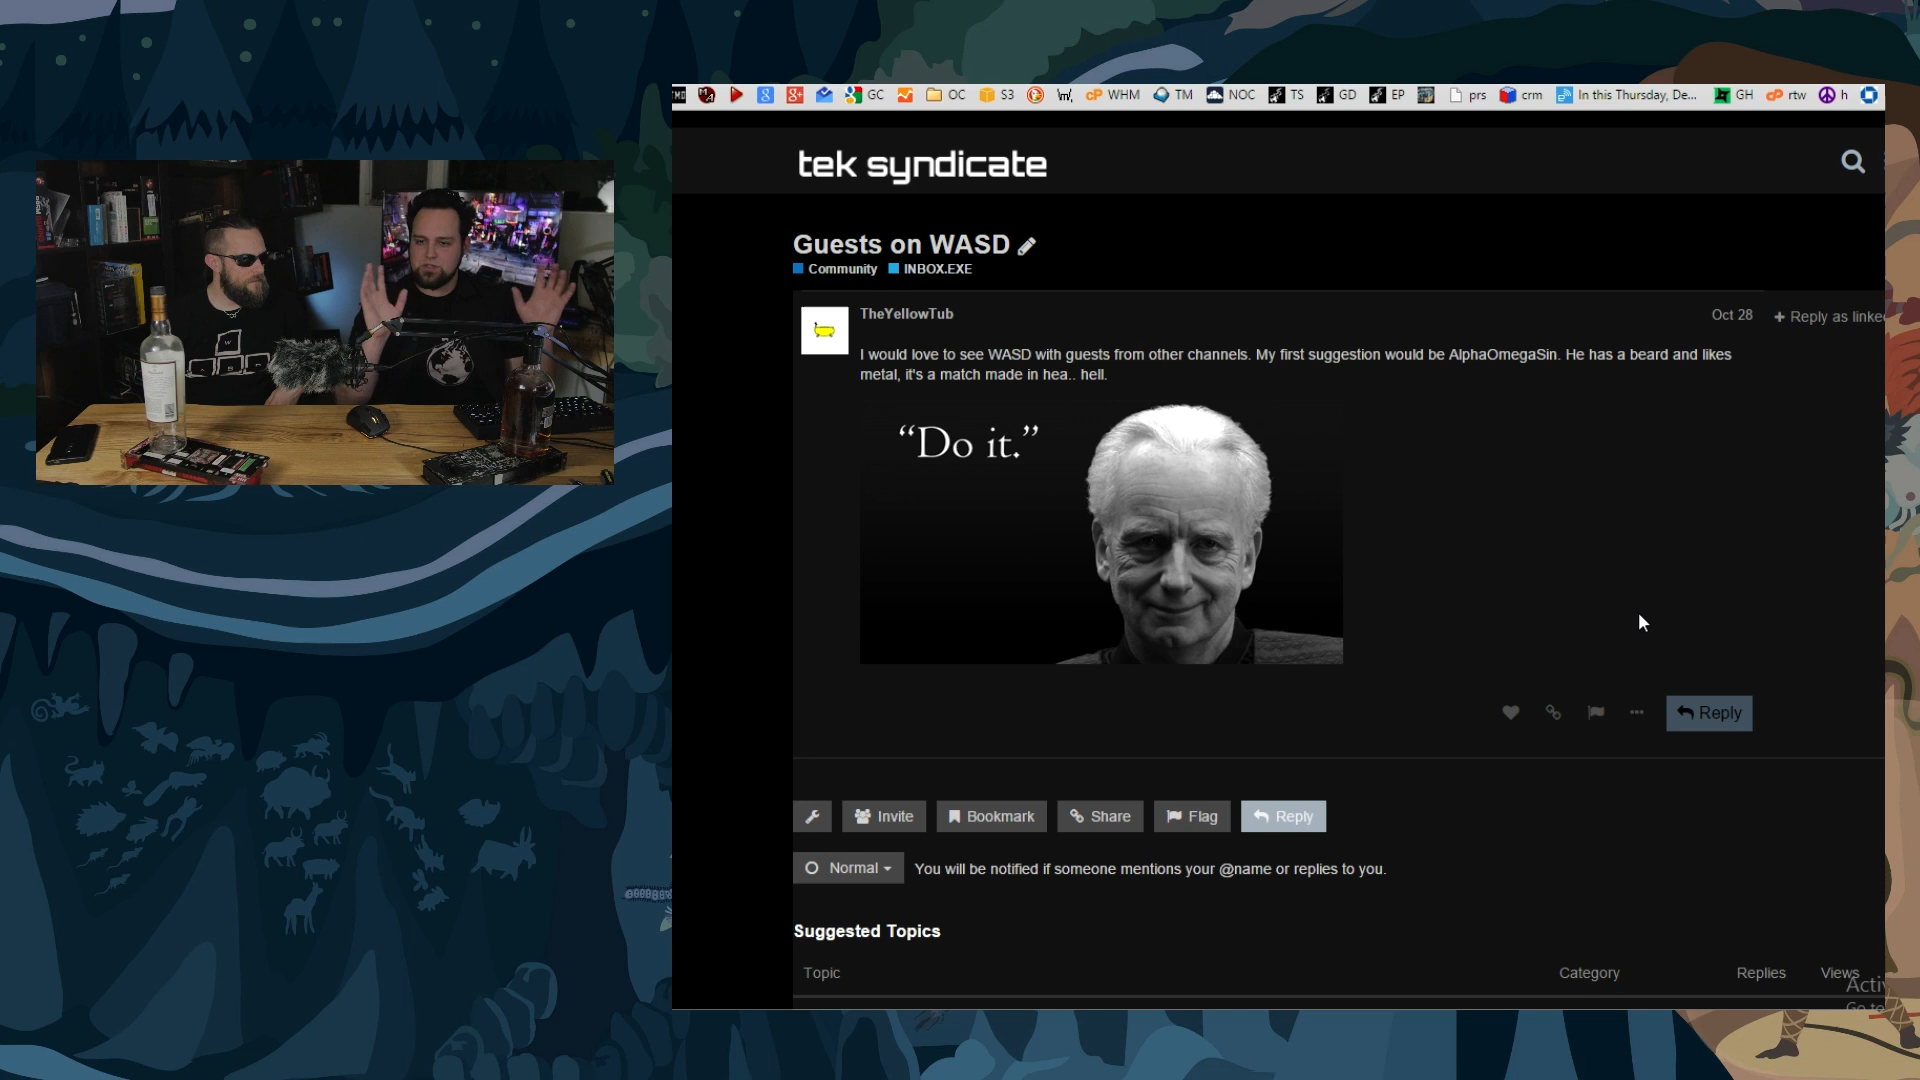 GC
OC
S3
\m/,
WHM
TM
NOC
TS
GD
EP
prs
crm
In this Thursday, De...
GH
rtw
h
tek syndicate
Guests on WASD
Community INBOX.EXE
TheYellowTub
Oct 28
Reply as linke
I would love to see WASD with guests from other channels. My first suggestion would be AlphaOmegaSin. He has a beard and likes
metal, it's a match made in hea.. hell.
“Do it.”
Reply
Invite
Bookmark
Share
Flag
Reply
Normal
You will be notified if someone mentions your @name or replies to you.
Suggested Topics
Topic
Category
Replies
Views
Acti
Go to